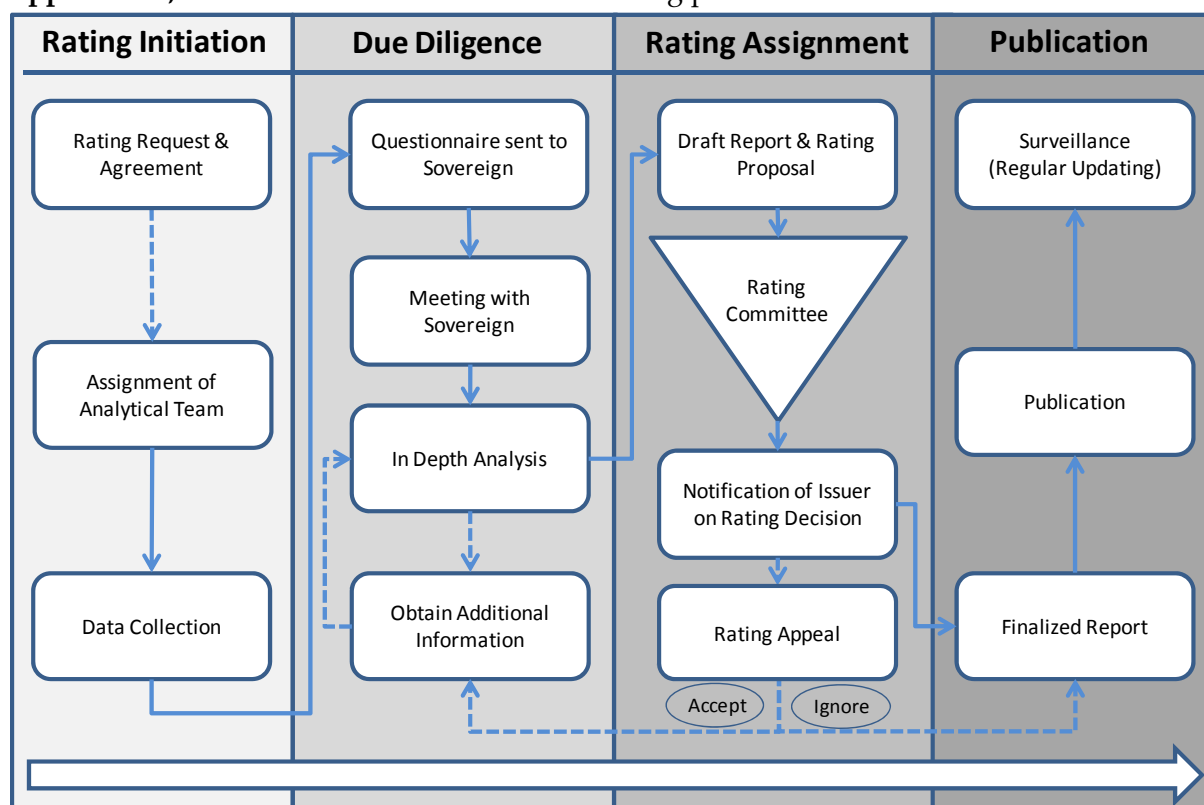 Rating Initiation
Due Diligence
Rating Assignment
Publication
Rating Request &
Agreement
Assignment of
Analytical Team
Data Collection
Questionnaire sent to
Sovereign
Meeting with
Sovereign
In Depth Analysis
Obtain Additional
Information
Draft Report & Rating
Proposal
Rating
Committee
Notification of Issuer
on Rating Decision
Rating Appeal
Accept
Ignore
Surveillance
(Regular Updating)
Publication
Finalized Report